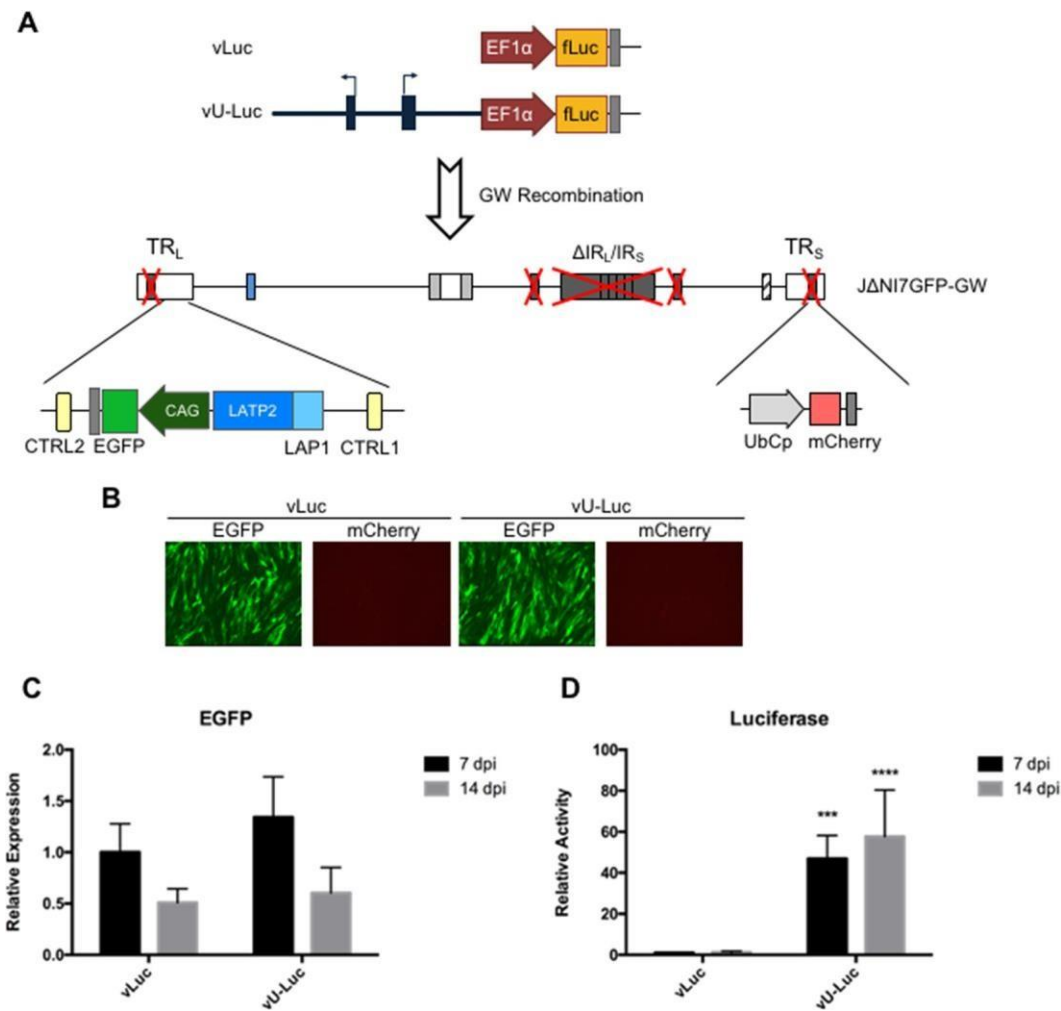 A
vLuc
EF1α fLuc
vU-Luc
EF1α fLuc
GW Recombination
TRL
ΔIRL/IRS
TRS
JΔNI7GFP-GW
CAG LATP2
CTRL2 EGFP LAP1 CTRL1
UbCp mCherry
B
vLuc vU-Luc
EGFP mCherry EGFP mCherry
C
EGFP
Relative Expression
2.0
1.5
1.0
0.5
0.0
vLuc
vU-Luc
7 dpi
14 dpi
D
Luciferase
Relative Activity
100
80
60
40
20
0
***
****
vLuc
vU-Luc
7 dpi
14 dpi